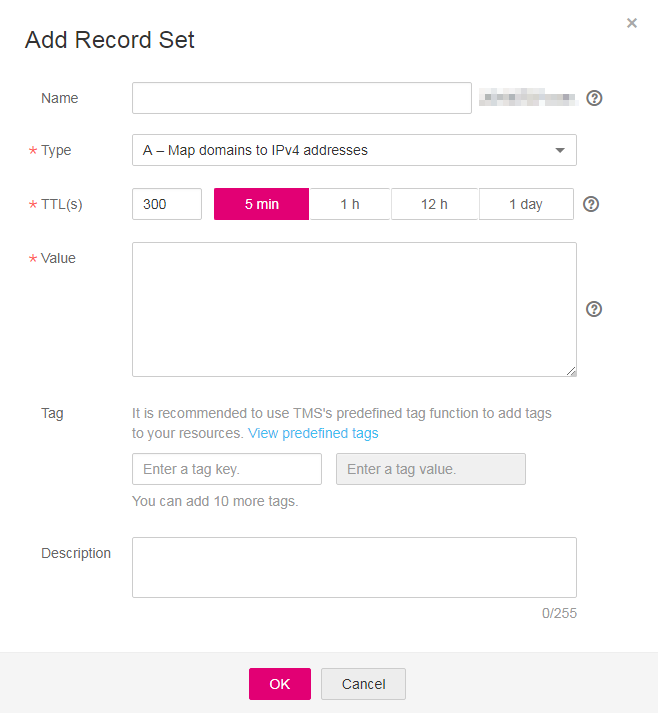 Add Record Set
×
Name
?
* Type
A – Map domains to IPv4 addresses
* TTL(s)
300
5 min
1 h
12 h
1 day
?
* Value
?
Tag
It is recommended to use TMS's predefined tag function to add tags
to your resources. View predefined tags
Enter a tag key.
Enter a tag value.
You can add 10 more tags.
Description
0/255
OK
Cancel